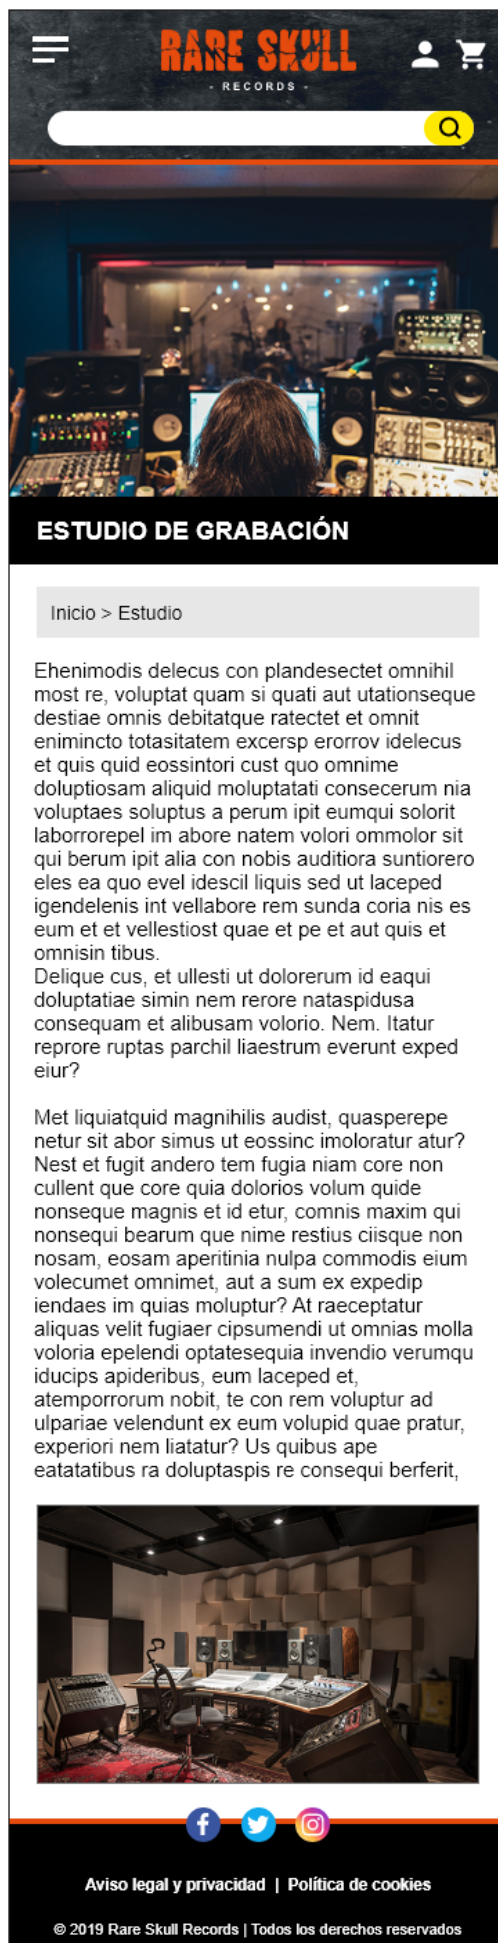 RARE SKULL
- RECORDS -
ESTUDIO DE GRABACIÓN
Inicio > Estudio
Ehenimodis delecus con plandesectet omnihil
most re, voluptat quam si quati aut utationseque
destiae omnis debitatque ratectet et omnit
enimincto totasitatem excersp erorrov idelecus
et quis quid eossintori cust quo omnime
doluptiosam aliquid moluptatati consecerum nia
voluptaes soluptus a perum ipit eumqui solorit
laborrorepel im abore natem volori ommolor sit
qui berum ipit alia con nobis auditiora suntiorero
eles ea quo evel idescil liquis sed ut laceped
igendelenis int vellabore rem sunda coria nis es
eum et et vellestiost quae et pe et aut quis et
omnisin tibus.
Delique cus, et ullesti ut dolorerum id eaqui
doluptatiae simin nem rerore nataspidusa
consequam et alibusam volorio. Nem. Itatur
reprore ruptas parchil liaestrum everunt exped
eiur?
Met liquiatquid magnihilis audist, quasperepe
netur sit abor simus ut eossinc imoloratur atur?
Nest et fugit andero tem fugia niam core non
cullent que core quia dolorios volum quide
nonseque magnis et id etur, comnis maxim qui
nonsequi bearum que nime restius ciisque non
nosam, eosam aperitinia nulpa commodis eium
volecumet omnimet, aut a sum ex expedip
iendaes im quias moluptur? At raeceptatur
aliquas velit fugiaer cipsumendi ut omnias molla
voloria epelendi optatesequia invendio verumqu
iducips apideribus, eum laceped et,
atemporrorum nobit, te con rem voluptur ad
ulpariae velendunt ex eum volupid quae pratur,
experiori nem liatatur? Us quibus ape
eatatatibus ra doluptaspis re consequi berferit,
Aviso legal y privacidad | Política de cookies
© 2019 Rare Skull Records | Todos los derechos reservados